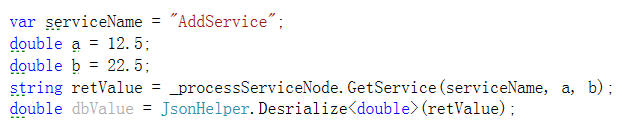 var serviceName = "AddService";
double a = 12.5;
double b = 22.5;
string retValue = _processServiceNode.GetService(serviceName, a, b);
double dbValue = JsonHelper.Desrialize<double>(retValue);